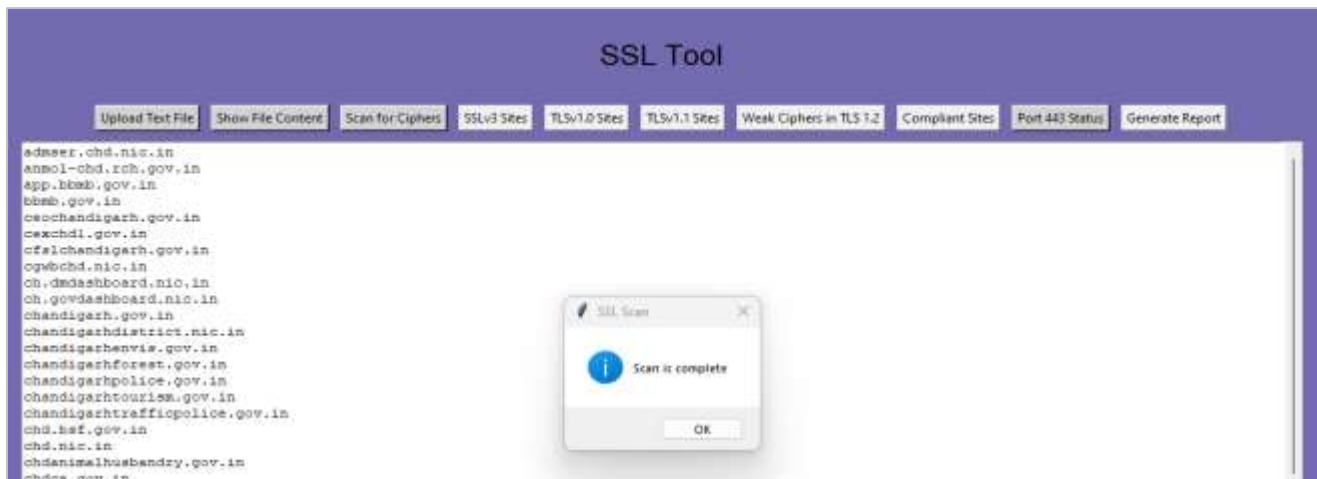 SSL Tool
Upload Text File Show File Content Scan for Ciphers SSLv3 Sites TLSv1.0 Sites TLSv1.1 Sites Weak Ciphers in TLS 1.2 Compliant Sites Port 443 Status Generate Report
admser.chd.nic.in
anmol-chd.rch.gov.in
app.bbmb.gov.in
bbmb.gov.in
ceochandigarh.gov.in
cexchd1.gov.in
cfslchandigarh.gov.in
cgwbchd.nic.in
ch.dmdashboard.nic.in
ch.govdashboard.nic.in
chandigarh.gov.in
chandigarhdistrict.nic.in
chandigarhenvis.gov.in
chandigarhforest.gov.in
chandigarhpolice.gov.in
chandigarhtourism.gov.in
chandigarhtrafficpolice.gov.in
chd.bsf.gov.in
chd.nic.in
chdanimalhusbandry.gov.in
SSL Scan
Scan is complete
OK